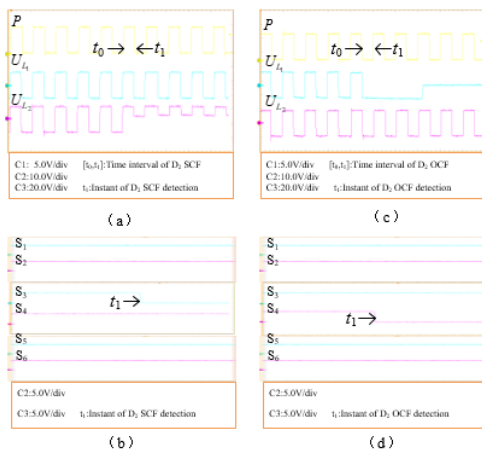 P
t0 → ← t1
UL1
UL2
C1: 5.0V/div [t0,t1]:Time interval of D2 SCF
C2:10.0V/div
C3:20.0V/div t1:Instant of D2 SCF detection
(a)
P
t0 → ← t1
UL1
UL2
C1:5.0V/div [t0,t1]:Time interval of D2 OCF
C2:10.0V/div
C3:20.0V/div t1:Instant of D2 OCF detection
(c)
S1
S2
S3
t1 →
S4
S5
S6
C2:5.0V/div
C3:5.0V/div t1:Instant of D2 SCF detection
(b)
S1
S2
S3
S4
t1 →
S5
S6
C2:5.0V/div
C3:5.0V/div t1:Instant of D2 OCF detection
(d)